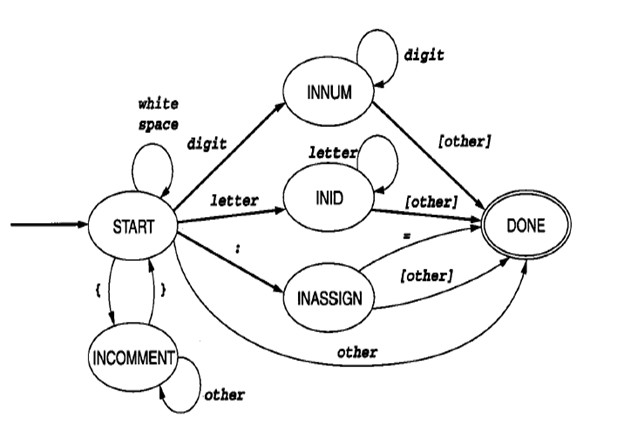 digit
INNUM
white
space
digit
[other]
letter
letter
INID
[other]
START
DONE
:
=
INASSIGN
[other]
{
}
INCOMMENT
other
other